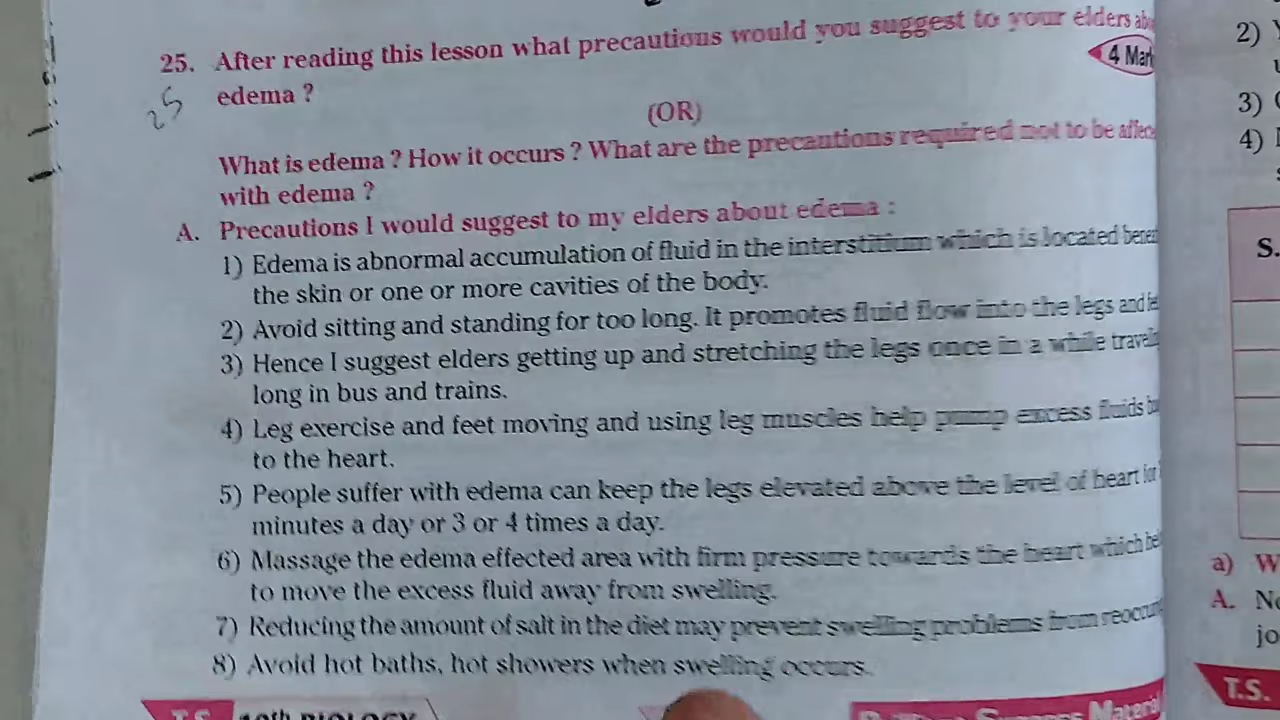 25. After reading this lesson what precautions would you suggest to your elders
4 Mar
edema ?
25
(OR)
What is edema ? How it occurs ? What are the precautions required not to be
with edema ?
A. Precautions I would suggest to my elders about edema :
1) Edema is abnormal accumulation of fluid in the interstitium which is located
the skin or one or more cavities of the body.
2) Avoid sitting and standing for too long. It promotes fluid flow into the legs and
3) Hence I suggest elders getting up and stretching the legs once in a while
long in bus and trains.
4) Leg exercise and feet moving and using leg muscles help pump excess fluids
to the heart.
5) People suffer with edema can keep the legs elevated above the level of heart for
minutes a day or 3 or 4 times a day.
6) Massage the edema effected area with firm pressure towards the heart which
to move the excess fluid away from swelling.
7) Reducing the amount of salt in the diet may prevent swelling problems from
8) Avoid hot baths, hot showers when swelling occurs.
T.S. 10th BIOLOGY
2)
3)
4)
S.
a) W
A.
jo
T.S.